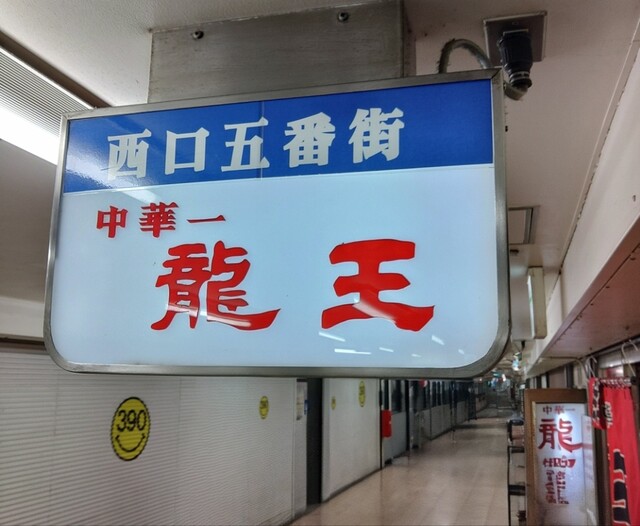 西口五番街
中華一
龍王
390
中華一
龍